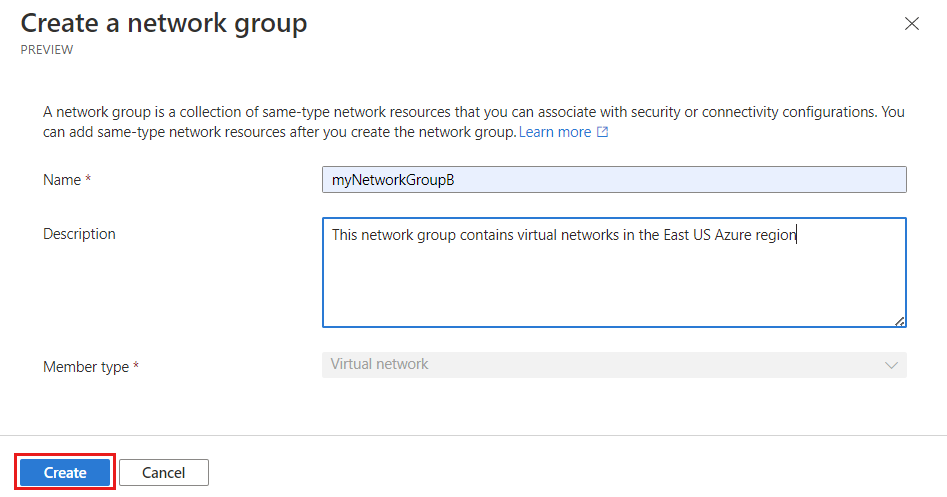 Create a network group
PREVIEW
A network group is a collection of same-type network resources that you can associate with security or connectivity configurations. You
can add same-type network resources after you create the network group. Learn more
Name *
myNetworkGroupB
Description
This network group contains virtual networks in the East US Azure region
Member type *
Virtual network
Create
Cancel